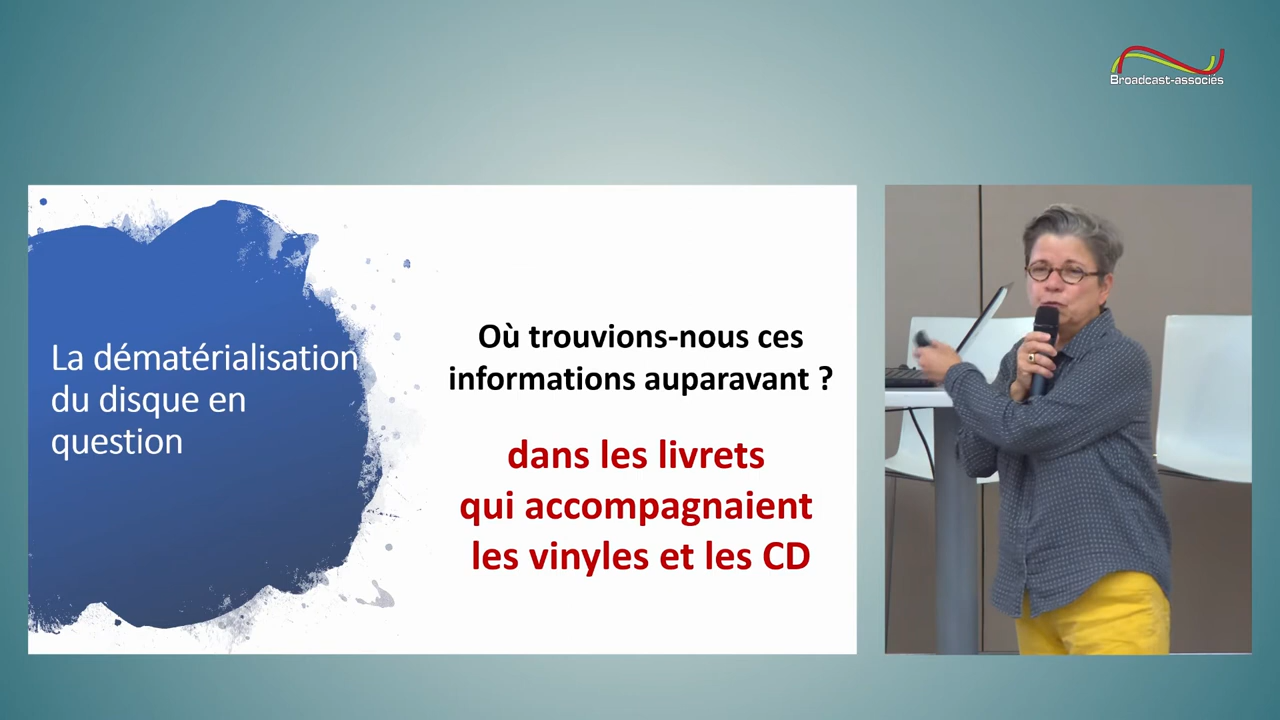 Broadcast-associés
La dématérialisation
du disque en
question
Où trouvions-nous ces
informations auparavant ?
dans les livrets
qui accompagnaient
les vinyles et les CD